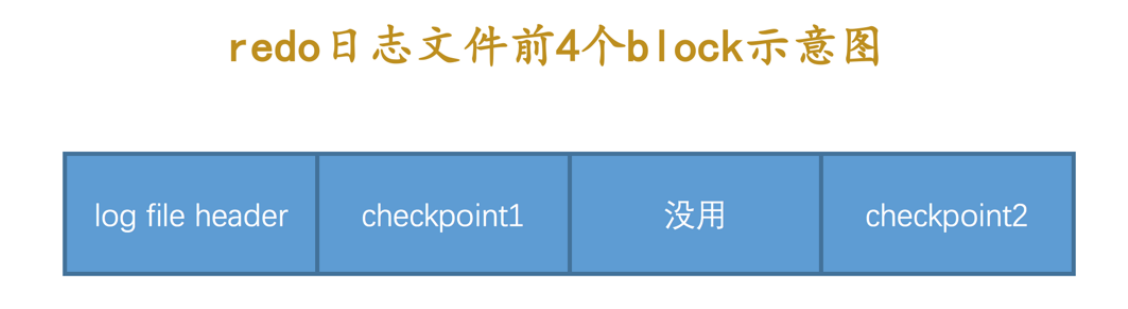 redo日志文件前4个block示意图
log file header
checkpoint1
没用
checkpoint2